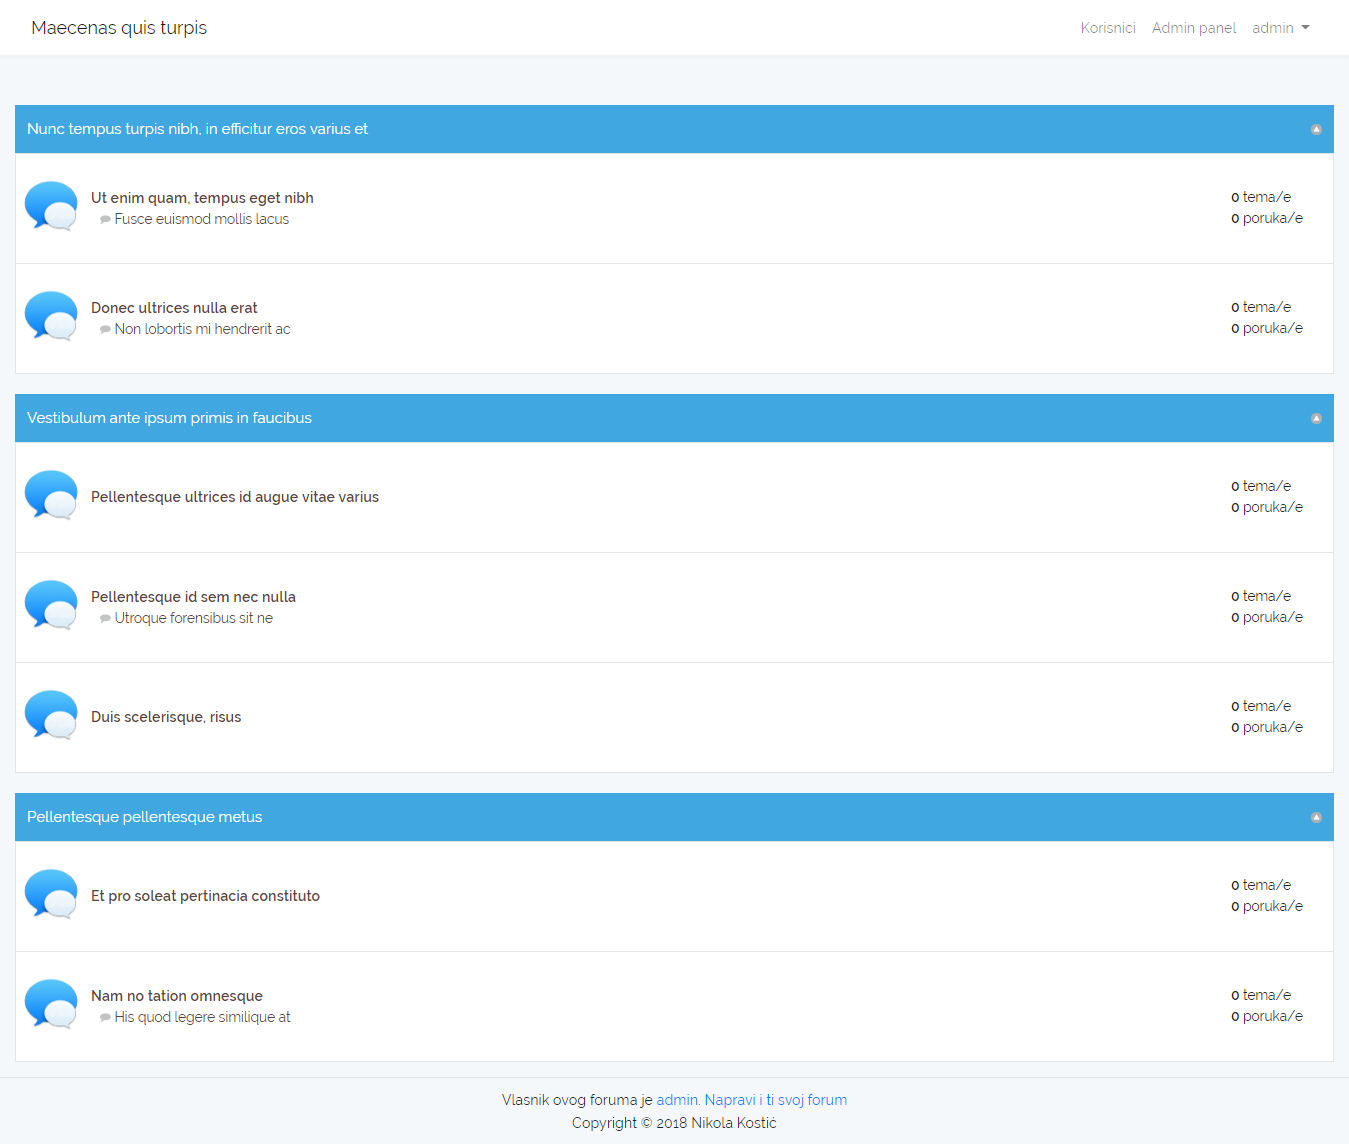 Maecenas quis turpis
Korisnici Admin panel admin
Nunc tempus turpis nibh, in efficitur eros varius et
Ut enim quam, tempus eget nibh
Fusce euismod mollis lacus
0 tema/e
0 poruka/e
Donec ultrices nulla erat
Non lobortis mi hendrerit ac
0 tema/e
0 poruka/e
Vestibulum ante ipsum primis in faucibus
Pellentesque ultrices id augue vitae varius
0 tema/e
0 poruka/e
Pellentesque id sem nec nulla
Utroque forensibus sit ne
0 tema/e
0 poruka/e
Duis scelerisque, risus
0 tema/e
0 poruka/e
Pellentesque pellentesque metus
Et pro soleat pertinacia constituto
0 tema/e
0 poruka/e
Nam no tation omnesque
His quod legere similique at
0 tema/e
0 poruka/e
Vlasnik ovog foruma je admin. Napravi i ti svoj forum
Copyright © 2018 Nikola Kostić